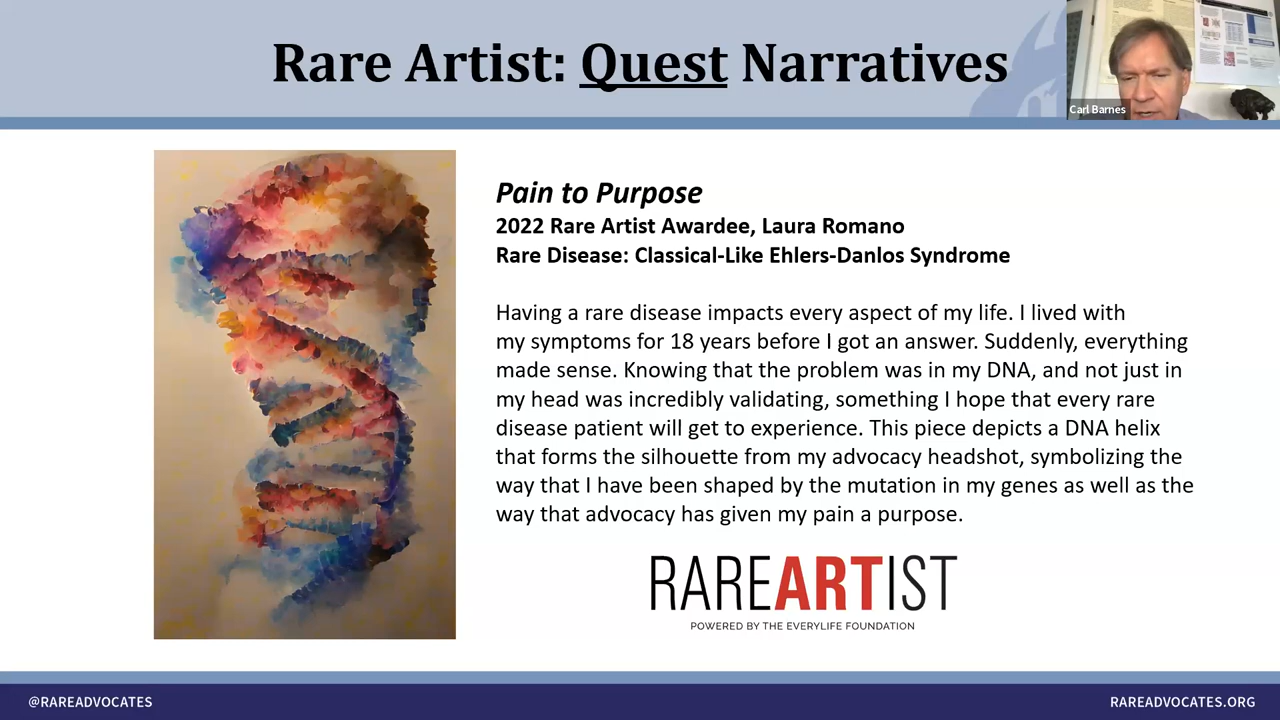 Rare Artist: Quest Narratives
Carl Barnes
Pain to Purpose
2022 Rare Artist Awardee, Laura Romano
Rare Disease: Classical-Like Ehlers-Danlos Syndrome
Having a rare disease impacts every aspect of my life. I lived with
my symptoms for 18 years before I got an answer. Suddenly, everything
made sense. Knowing that the problem was in my DNA, and not just in
my head was incredibly validating, something I hope that every rare
disease patient will get to experience. This piece depicts a DNA helix
that forms the silhouette from my advocacy headshot, symbolizing the
way that I have been shaped by the mutation in my genes as well as the
way that advocacy has given my pain a purpose.
RAREARTIST
POWERED BY THE EVERYLIFE FOUNDATION
@RAREADVOCATES
RAREADVOCATES.ORG